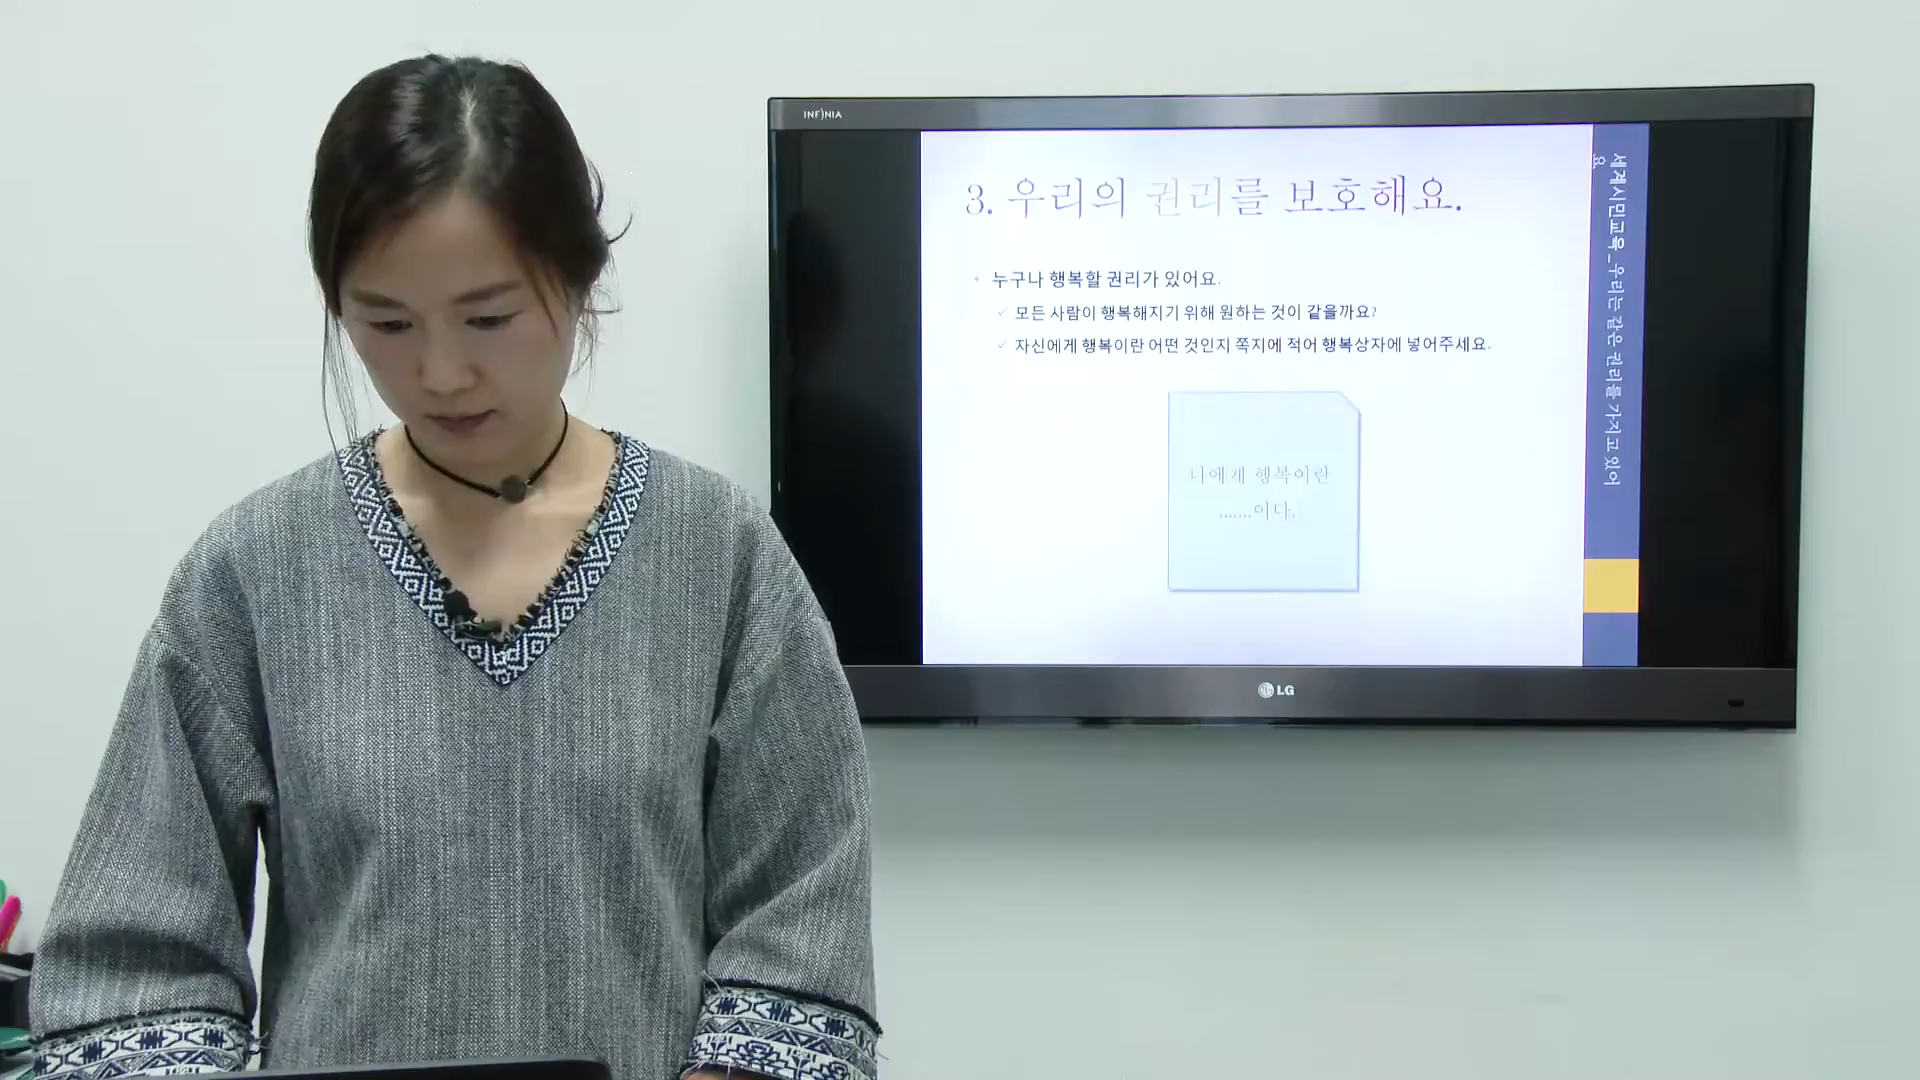 INFINIA
3. 우리의 권리를 보호해요.
누구나 행복할 권리가 있어요.
모든 사람이 행복해지기 위해 원하는 것이 같을까요?
자신에게 행복이란 어떤 것인지 쪽지에 적어 행복상자에 넣어주세요.
나에게 행복이란
.......이다.
세계시민교육_우리는 같은 권리를 가지고 있어
요
LG